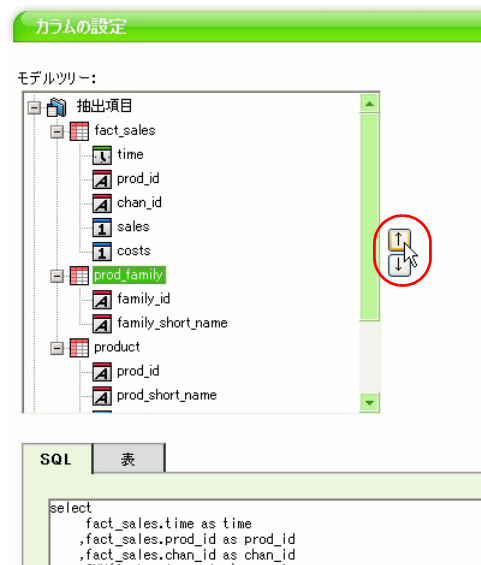 カラムの設定
モデルツリー:
抽出項目
fact_sales
time
prod_id
chan_id
sales
costs
prod_family
family_id
family_short_name
product
prod_id
prod_short_name
SQL 表
select
fact_sales.time as time
,fact_sales.prod_id as prod_id
,fact_sales.chan_id as chan_id